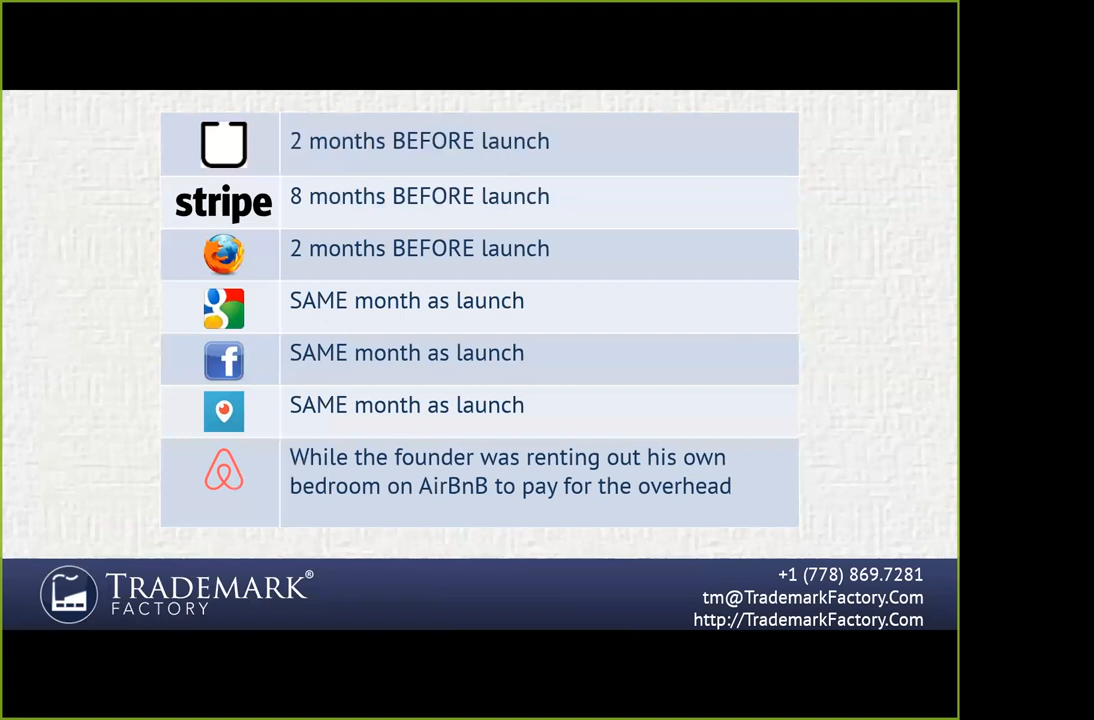 2 months BEFORE launch
stripe
8 months BEFORE launch
2 months BEFORE launch
g
SAME month as launch
f
SAME month as launch
SAME month as launch
While the founder was renting out his own
bedroom on AirBnB to pay for the overhead
TRADEMARK®
FACTORY
+1 (778) 869.7281
tm@TrademarkFactory.Com
http://TrademarkFactory.Com